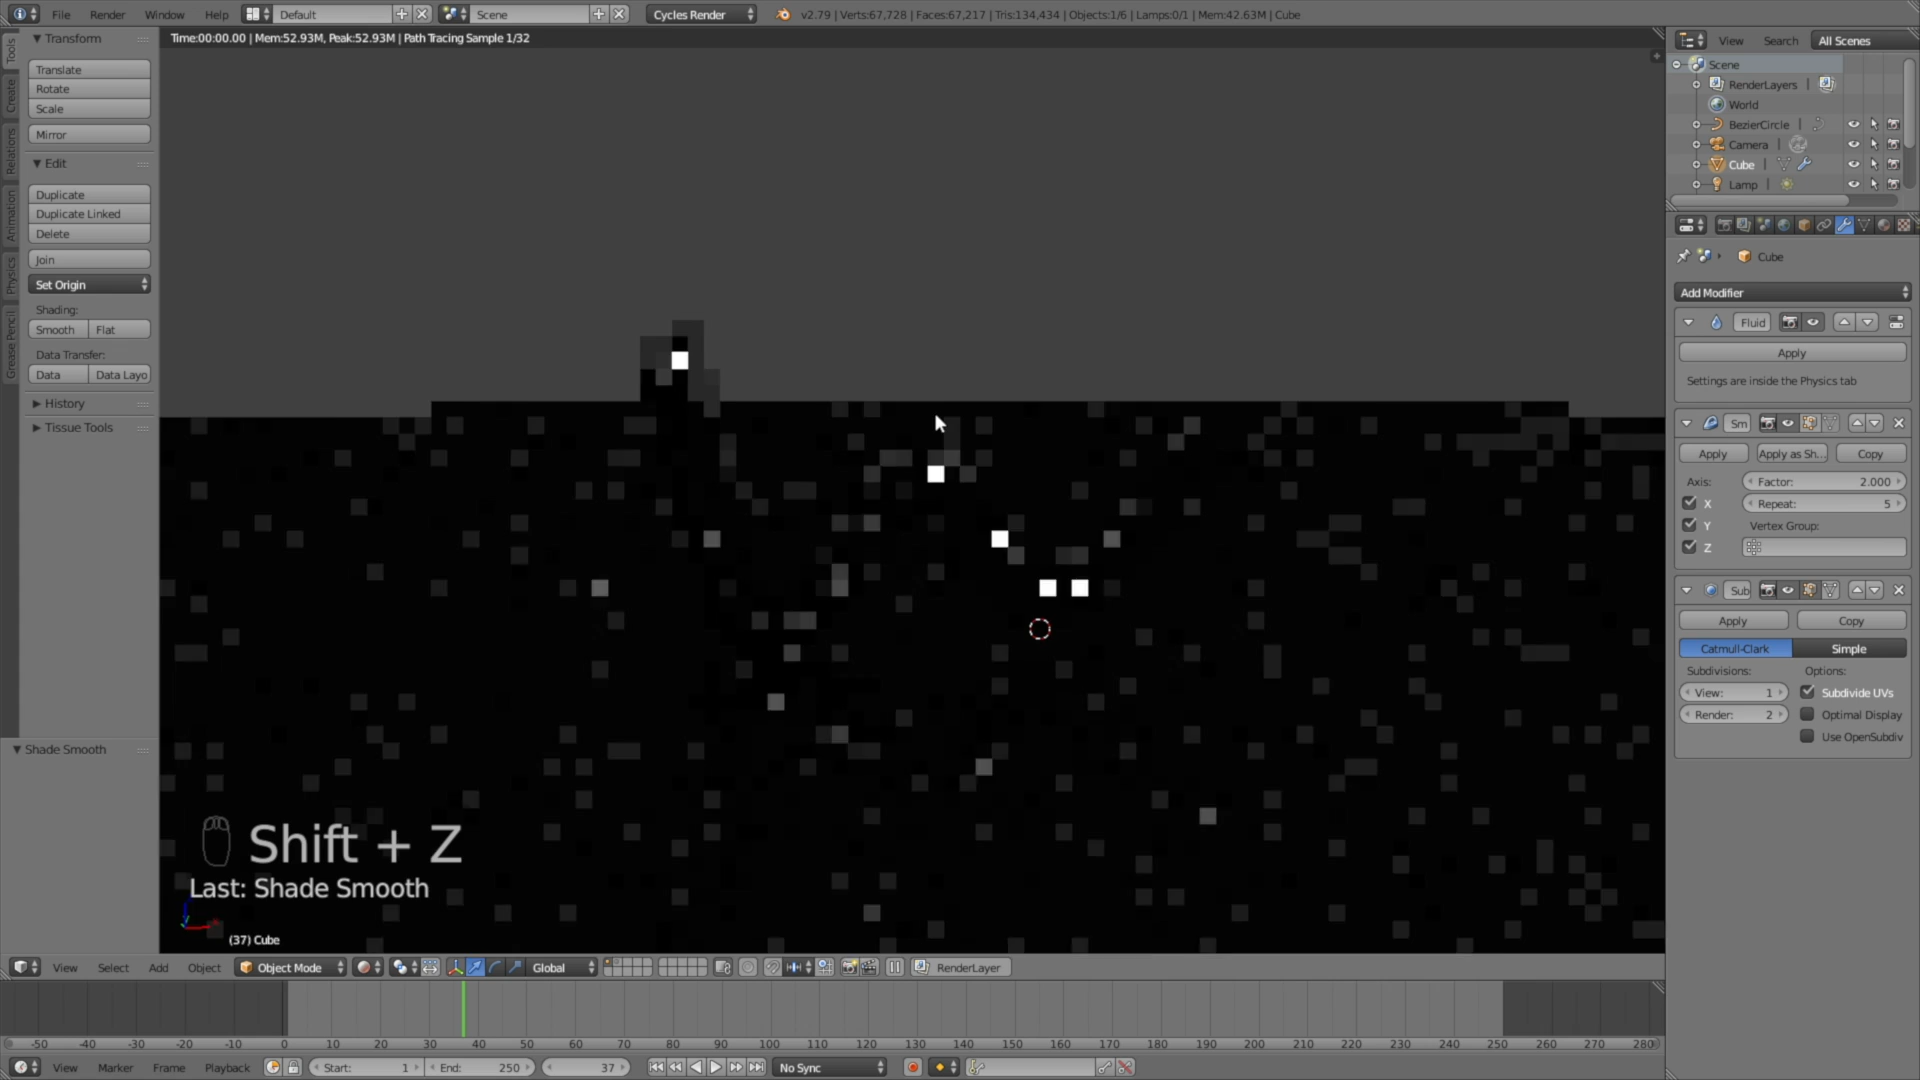 File Render Window Help Default Scene Cycles Render v2.79 | Verts:67,728 | Faces:67,217 | Tris:134,434 | Objects:1/6 | Lamps:0/1 | Mem:42.63M | Cube
Time:00:00.00 | Mem:52.93M, Peak:52.93M | Path Tracing Sample 1/32
Tools
Create
Relations
Animation
Physics
Grease Pencil
Transform
Translate
Rotate
Scale
Mirror
Edit
Duplicate
Duplicate Linked
Delete
Join
Set Origin
Shading:
Smooth Flat
Data Transfer:
Data Data Layo
History
Tissue Tools
Shade Smooth
Shift + Z
Last: Shade Smooth
(37) Cube
View Search All Scenes
Scene
RenderLayers |
World
BezierCircle |
Camera |
Cube |
Lamp |
Cube
Add Modifier
Fluid
Apply
Settings are inside the Physics tab
Sm
Apply Apply as Sh... Copy
Axis: Factor: 2.000
X Repeat: 5
Y Vertex Group:
Z
Sub
Apply Copy
Catmull-Clark Simple
Subdivisions: Options:
View: 1 Subdivide UVs
Render: 2 Optimal Display
Use OpenSubdiv
View Select Add Object Object Mode Global RenderLayer
-50 -40 -30 -20 -10 0 10 20 30 40 50 60 70 80 90 100 110 120 130 140 150 160 170 180 190 200 210 220 230 240 250 260 270 280
View Marker Frame Playback Start: 1 End: 250 37 No Sync